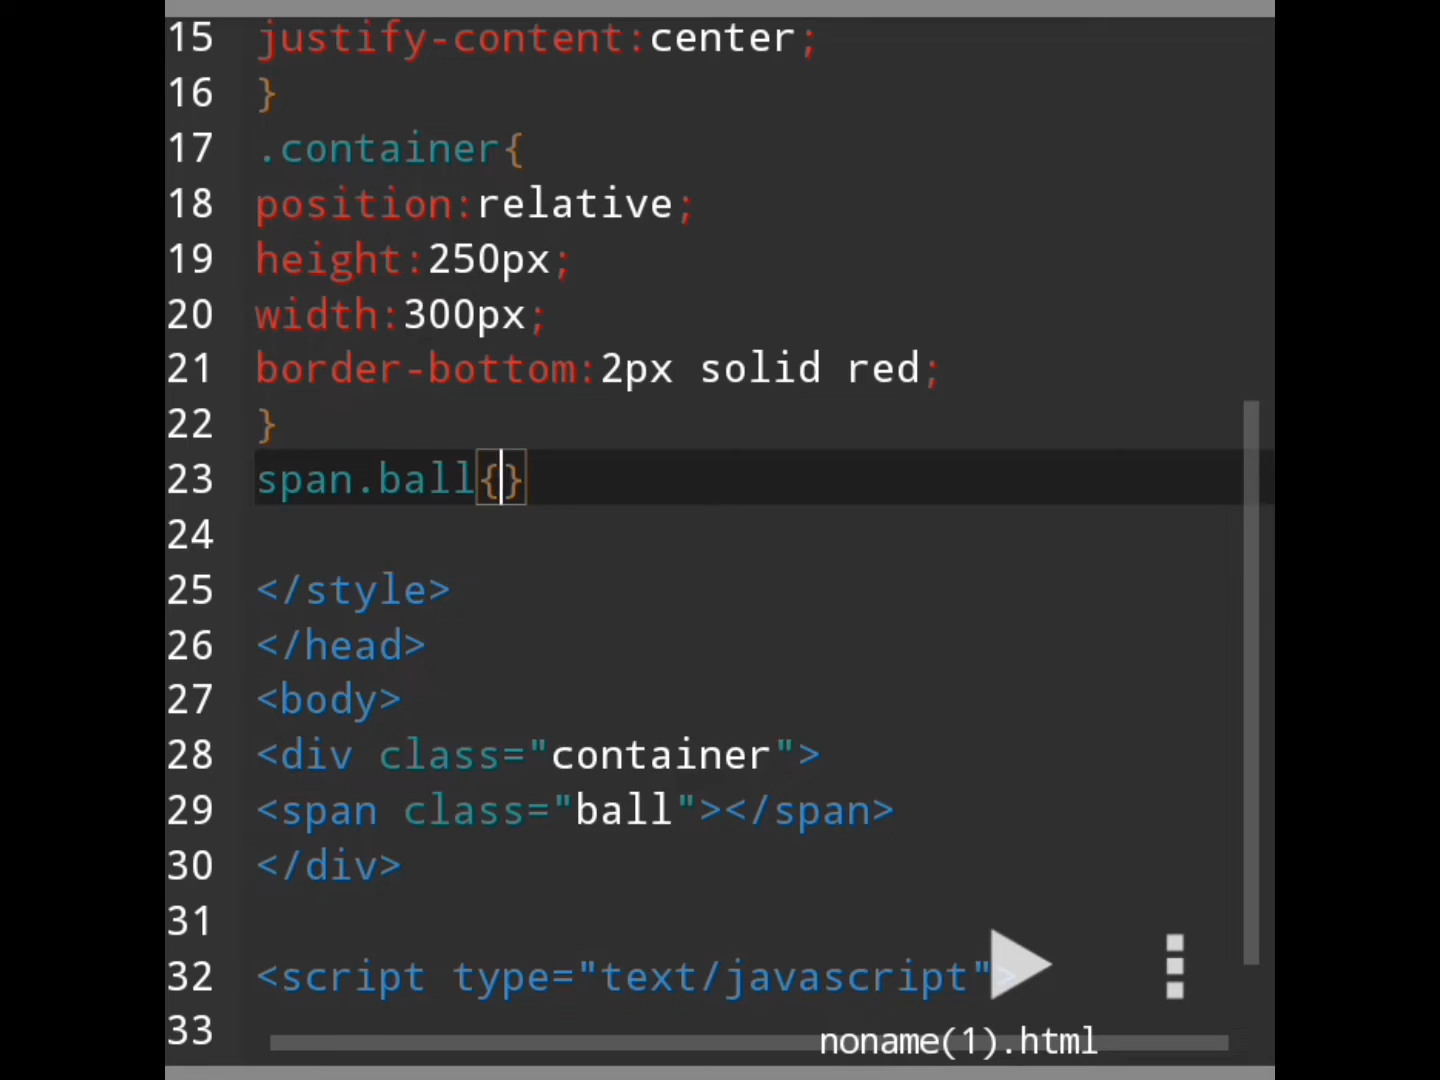 15 justify-content:center;
16 }
17 .container{
18 position:relative;
19 height:250px;
20 width:300px;
21 border-bottom:2px solid red;
22 }
23 span.ball{}
24
25 </style>
26 </head>
27 <body>
28 <div class="container">
29 <span class="ball"></span>
30 </div>
31
32 <script type="text/javascript">
33
noname(1).html